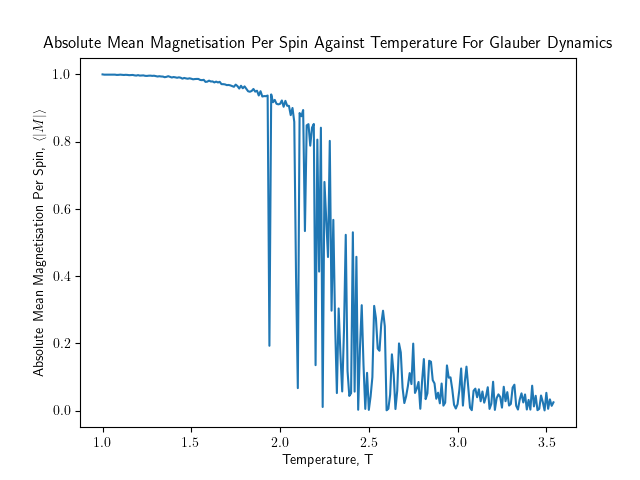 Absolute Mean Magnetisation Per Spin Against Temperature For Glauber Dynamics
Absolute Mean Magnetisation Per Spin, ⟨|M|⟩
1.0
0.8
0.6
0.4
0.2
0.0
1.0 1.5 2.0 2.5 3.0 3.5
Temperature, T